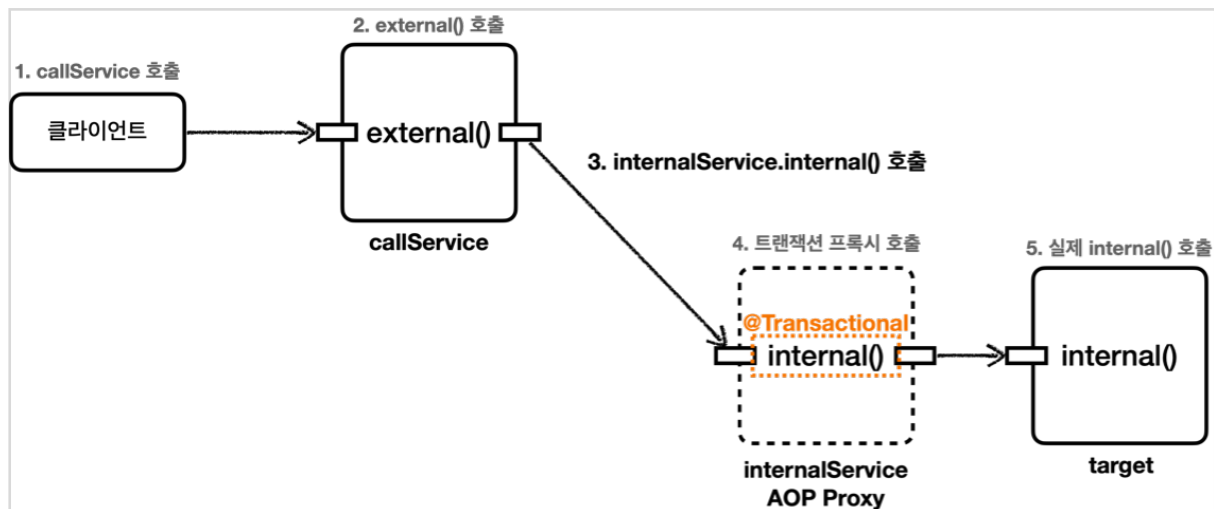 1. callService 호출
클라이언트
2. external() 호출
external()
callService
3. internalService.internal() 호출
4. 트랜잭션 프록시 호출
@Transactional
internal()
internalService
AOP Proxy
5. 실제 internal() 호출
internal()
target